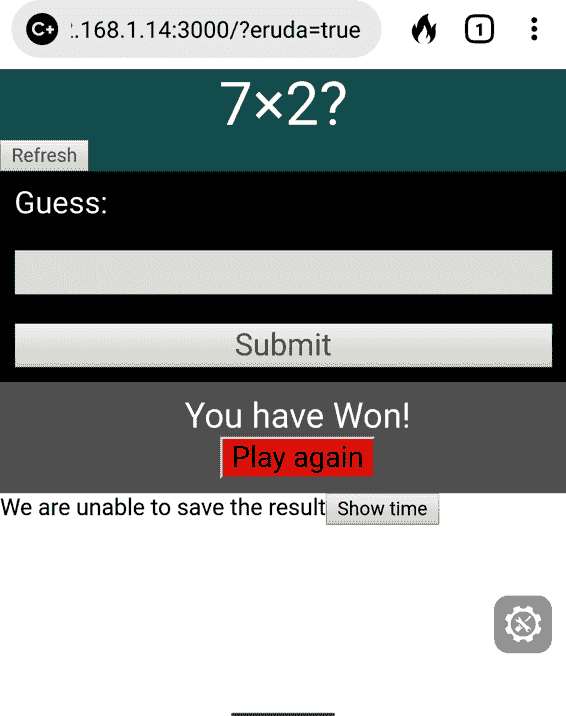 .168.1.14:3000/?eruda=true
1
7×2?
Refresh
Guess:
Submit
You have Won!
Play again
We are unable to save the result Show time